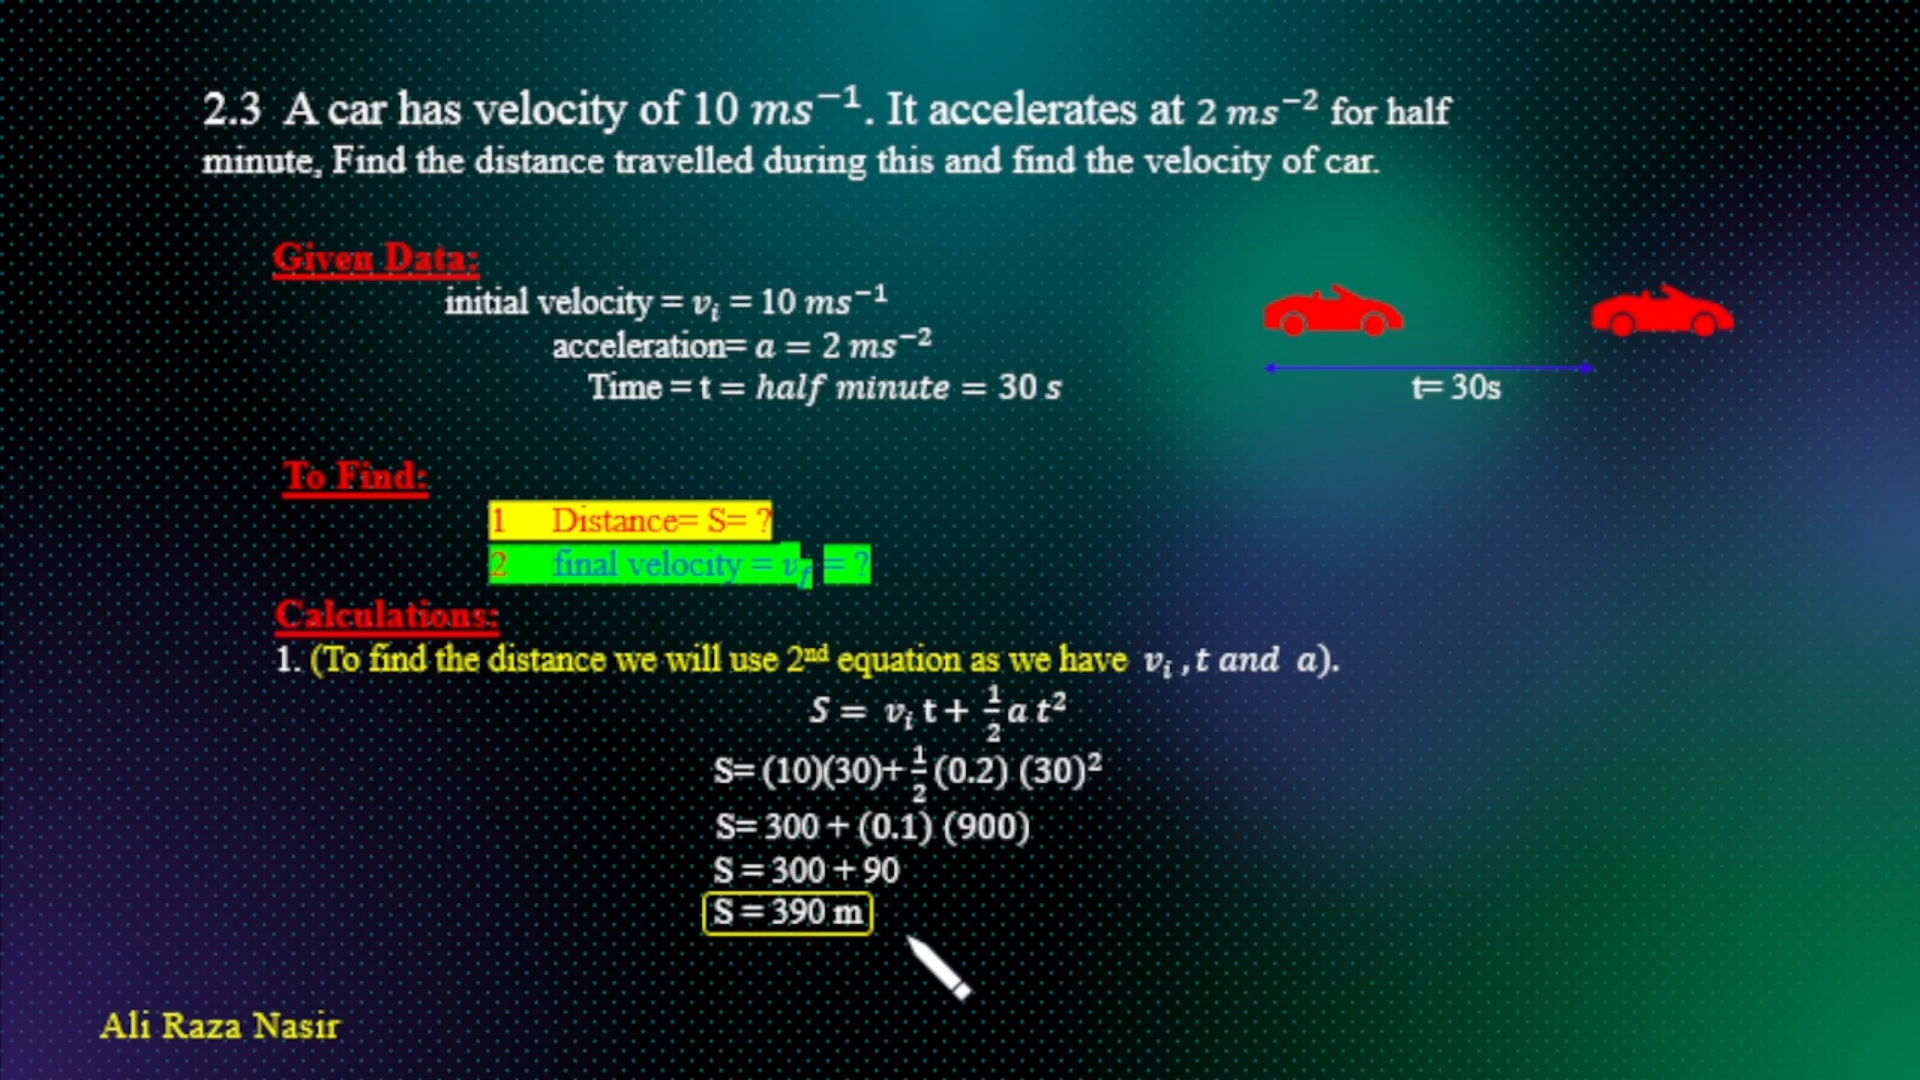 2.3 A car has velocity of 10 ms⁻¹. It accelerates at 2 ms⁻² for half
minute, Find the distance travelled during this and find the velocity of car.
Given Data:
initial velocity = vᵢ = 10 ms⁻¹
acceleration= a = 2 ms⁻²
Time = t = half minute = 30 s
t= 30s
To Find:
1 Distance= S= ?
2 final velocity = v_f = ?
Calculations:
1. (To find the distance we will use 2ⁿᵈ equation as we have vᵢ ,t and a).
S = vᵢ t+ ½ a t²
S= (10)(30)+ ½ (0.2) (30)²
S= 300 + (0.1) (900)
S = 300 + 90
S = 390 m
Ali Raza Nasir